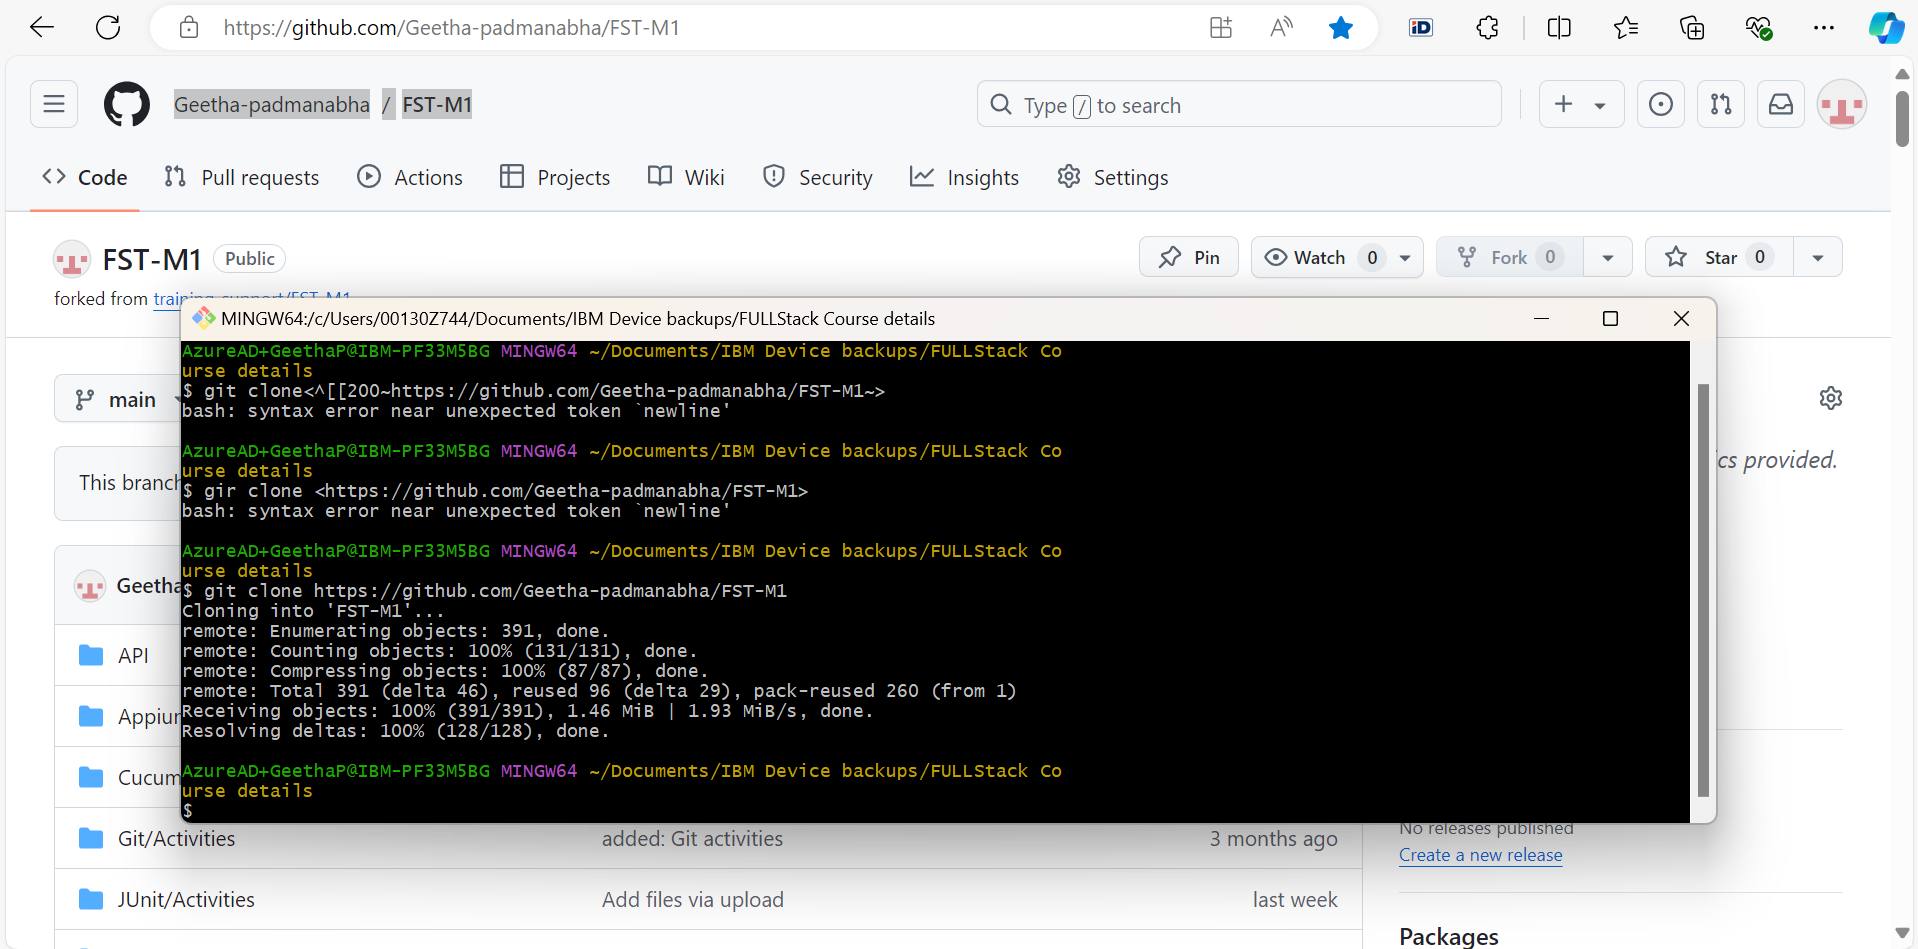 https://github.com/Geetha-padmanabha/FST-M1
Geetha-padmanabha / FST-M1
Type / to search
Code
Pull requests
Actions
Projects
Wiki
Security
Insights
Settings
FST-M1 Public
Pin
Watch 0
Fork 0
Star 0
forked from training-support/FST-M1
MINGW64:/c/Users/00130Z744/Documents/IBM Device backups/FULLStack Course details
AzureAD+GeethaP@IBM-PF33M5BG MINGW64 ~/Documents/IBM Device backups/FULLStack Co
urse details
$ git clone<^[[200~https://github.com/Geetha-padmanabha/FST-M1~>
bash: syntax error near unexpected token `newline'
AzureAD+GeethaP@IBM-PF33M5BG MINGW64 ~/Documents/IBM Device backups/FULLStack Co
urse details
$ gir clone <https://github.com/Geetha-padmanabha/FST-M1>
bash: syntax error near unexpected token `newline'
AzureAD+GeethaP@IBM-PF33M5BG MINGW64 ~/Documents/IBM Device backups/FULLStack Co
urse details
$ git clone https://github.com/Geetha-padmanabha/FST-M1
Cloning into 'FST-M1'...
remote: Enumerating objects: 391, done.
remote: Counting objects: 100% (131/131), done.
remote: Compressing objects: 100% (87/87), done.
remote: Total 391 (delta 46), reused 96 (delta 29), pack-reused 260 (from 1)
Receiving objects: 100% (391/391), 1.46 MiB | 1.93 MiB/s, done.
Resolving deltas: 100% (128/128), done.
AzureAD+GeethaP@IBM-PF33M5BG MINGW64 ~/Documents/IBM Device backups/FULLStack Co
urse details
$
main
cs provided.
This branch
Geetha
API
Appiu
Cucum
Git/Activities added: Git activities 3 months ago
JUnit/Activities Add files via upload last week
No releases published
Create a new release
Packages